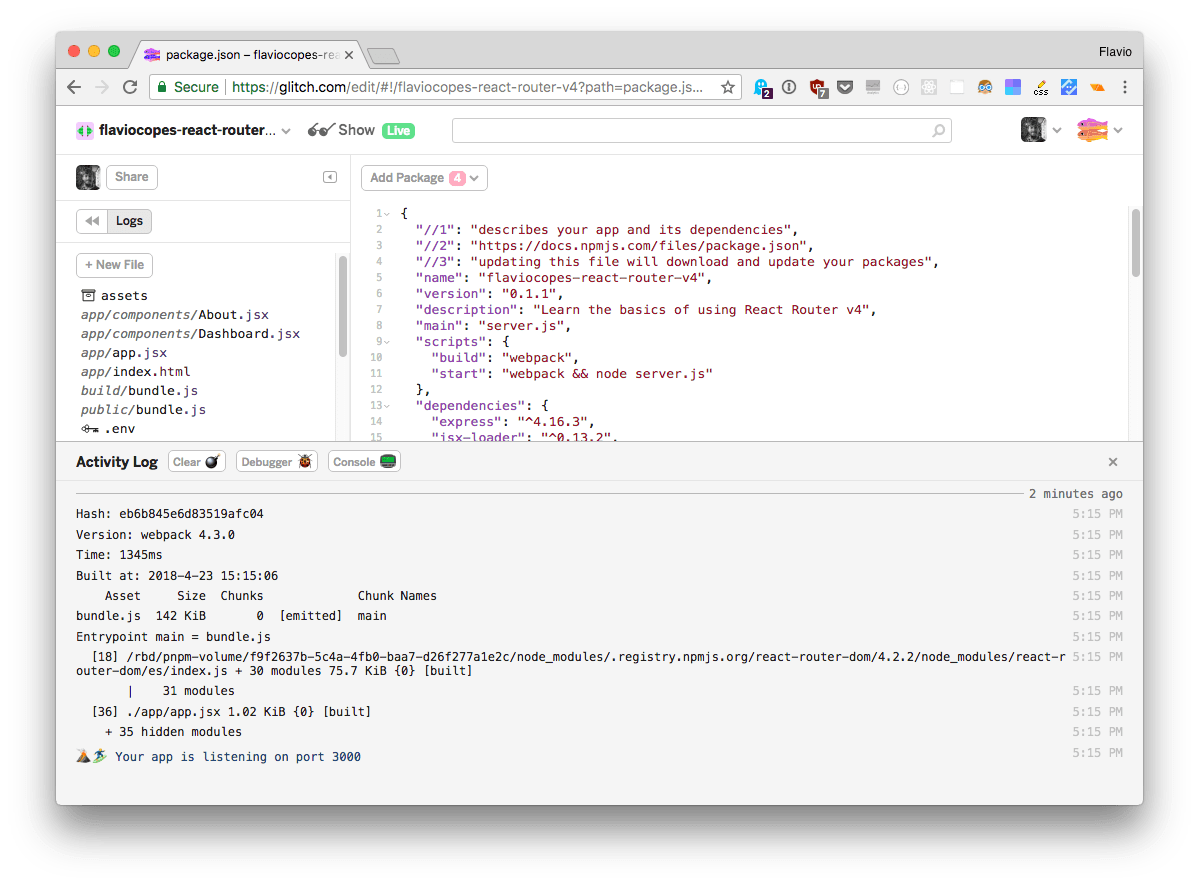 Flavio
package.json – flaviocopes-rea
Secure https://glitch.com/edit/#!/flaviocopes-react-router-v4?path=package.js...
2
7
css
flaviocopes-react-router... Show Live
Share
Add Package 4
Logs
+ New File
assets
app/components/About.jsx
app/components/Dashboard.jsx
app/app.jsx
app/index.html
build/bundle.js
public/bundle.js
.env
1 {
2 "//1": "describes your app and its dependencies",
3 "//2": "https://docs.npmjs.com/files/package.json",
4 "//3": "updating this file will download and update your packages",
5 "name": "flaviocopes-react-router-v4",
6 "version": "0.1.1",
7 "description": "Learn the basics of using React Router v4",
8 "main": "server.js",
9 "scripts": {
10 "build": "webpack",
11 "start": "webpack && node server.js"
12 },
13 "dependencies": {
14 "express": "^4.16.3",
15 "jsx-loader": "^0.13.2",
Activity Log Clear Debugger Console
2 minutes ago
Hash: eb6b845e6d83519afc04 5:15 PM
Version: webpack 4.3.0 5:15 PM
Time: 1345ms 5:15 PM
Built at: 2018-4-23 15:15:06 5:15 PM
Asset Size Chunks Chunk Names 5:15 PM
bundle.js 142 KiB 0 [emitted] main 5:15 PM
Entrypoint main = bundle.js 5:15 PM
[18] /rbd/pnpm-volume/f9f2637b-5c4a-4fb0-baa7-d26f277a1e2c/node_modules/.registry.npmjs.org/react-router-dom/4.2.2/node_modules/react-r 5:15 PM
outer-dom/es/index.js + 30 modules 75.7 KiB {0} [built]
| 31 modules 5:15 PM
[36] ./app/app.jsx 1.02 KiB {0} [built] 5:15 PM
+ 35 hidden modules 5:15 PM
Your app is listening on port 3000 5:15 PM